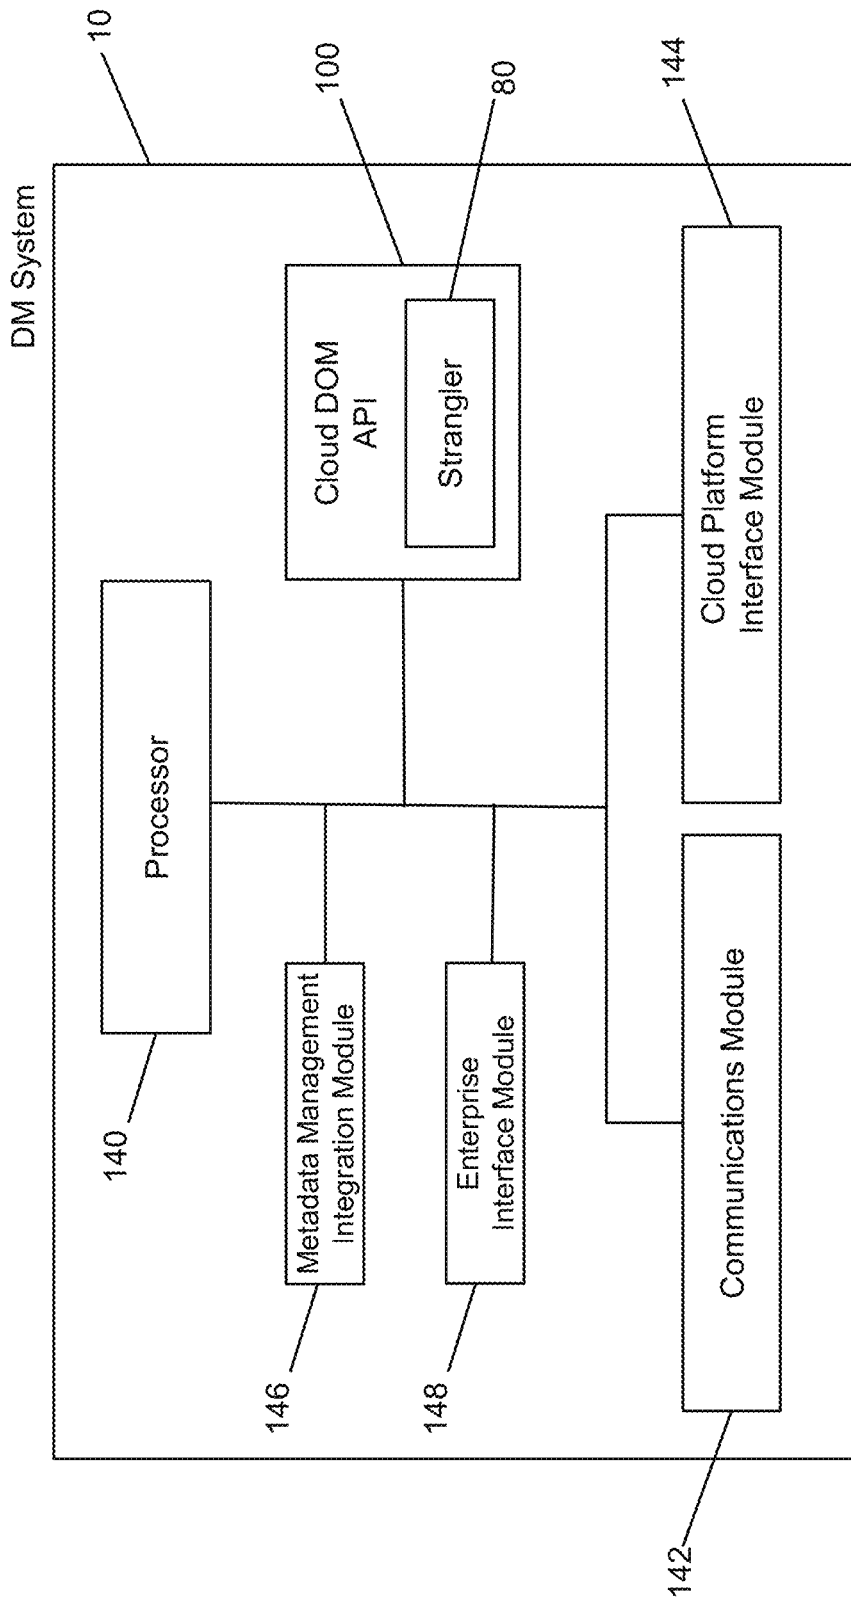 DM System
10
Processor
140
Metadata Management
Integration Module
146
Cloud DOM
API
100
Strangler
80
Enterprise
Interface Module
148
Communications Module
142
Cloud Platform
Interface Module
144